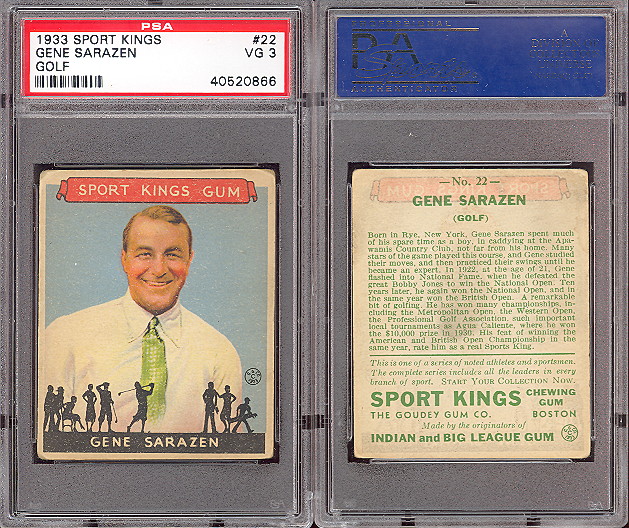 PSA
1933 SPORT KINGS #22
GENE SARAZEN VG 3
GOLF
40520866
SPORT KINGS GUM
GENE SARAZEN
PSA
A
DIVISION OF
—No. 22—
GENE SARAZEN
(GOLF)
Born in Rye, New York, Gene Sarazen spent much
of his spare time as a boy, in caddying at the Apa-
wamis Country Club, not far from his home. Many
stars of the game played this course, and Gene studied
their moves, and then practiced their swings until he
became an expert. In 1922, at the age of 21, Gene
flashed into National Fame, when he defeated the
great Bobby Jones to win the National Open. Ten
years later, he again won the National Open, and in
the same year won the British Open. A remarkable
bit of golfing. He has won many championships, in-
cluding the Metropolitan Open, the Western Open,
the Professional Golf Association, such important
local tournaments as Agua Caliente, where he won
the $10,000 prize in 1930. His feat of winning the
American and British Open Championship in the
same year, rate him as a real Sports King.
This is one of a series of noted athletes and sportsmen.
The complete series includes all the leaders in every
branch of sport. START YOUR COLLECTION NOW.
SPORT KINGS CHEWING GUM
THE GOUDEY GUM CO. BOSTON
Made by the originators of
INDIAN and BIG LEAGUE GUM